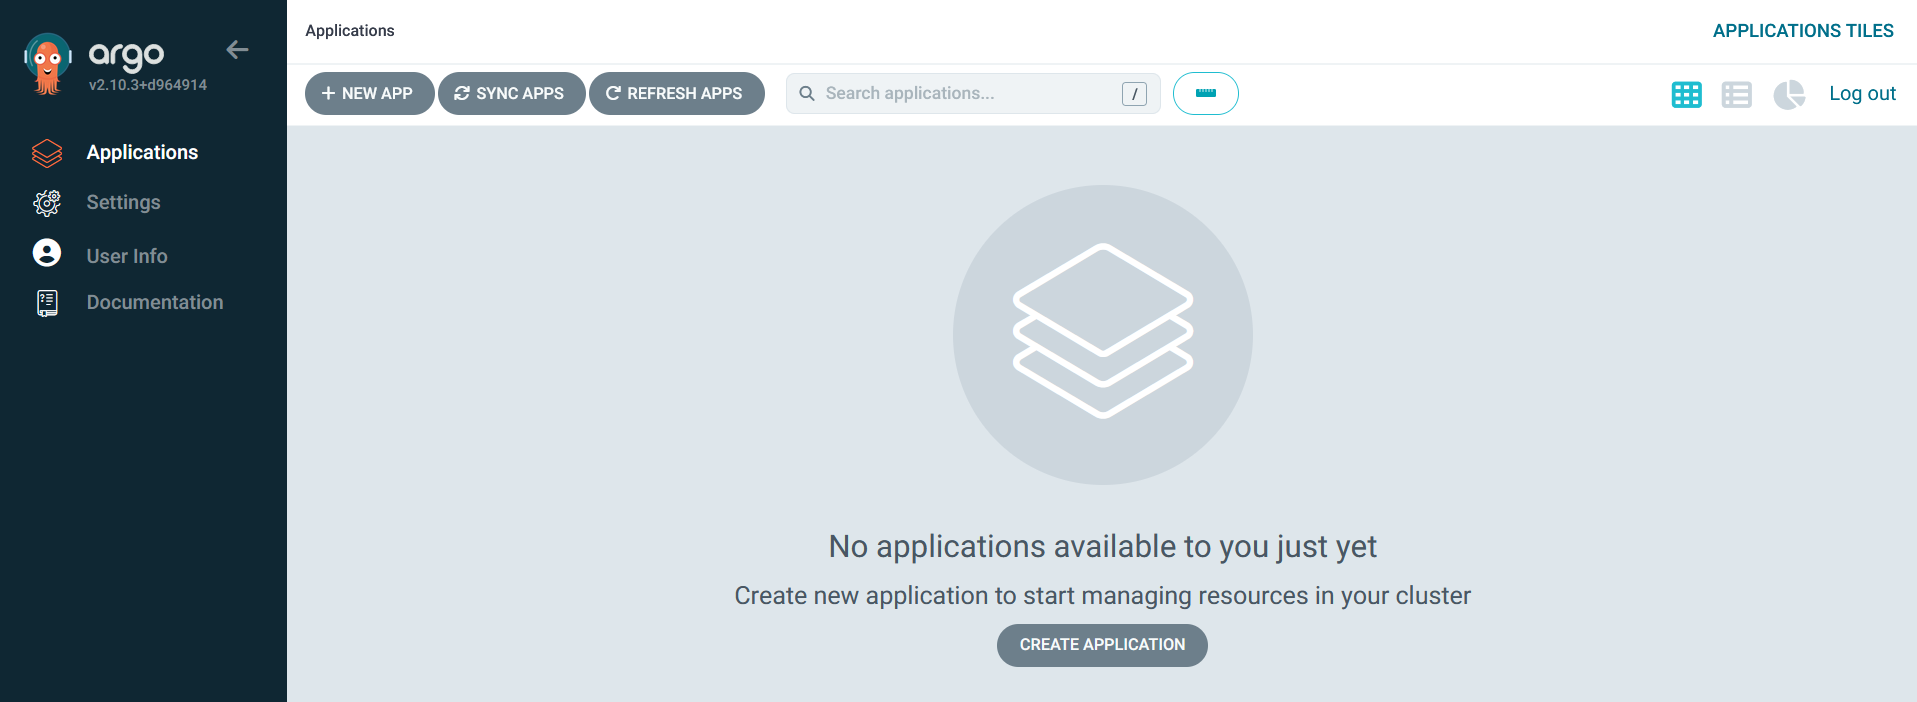 argo
v2.10.3+d964914
Applications
Settings
User Info
Documentation
Applications
APPLICATIONS TILES
NEW APP
SYNC APPS
REFRESH APPS
Search applications...
/
Log out
No applications available to you just yet
Create new application to start managing resources in your cluster
CREATE APPLICATION